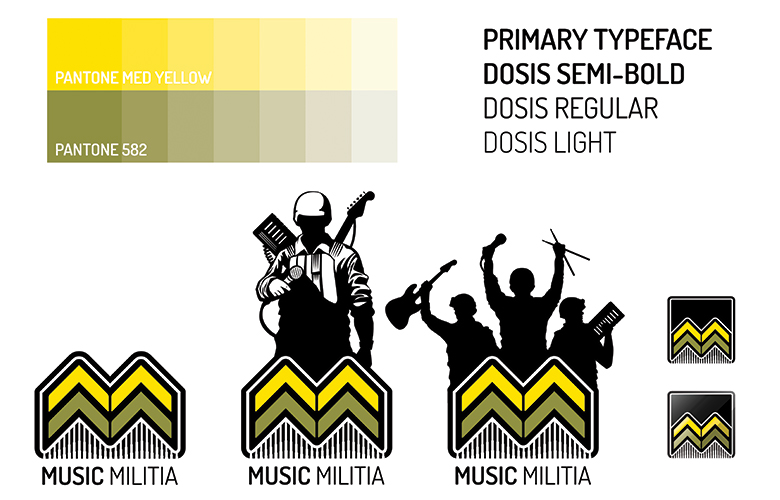 PANTONE MED YELLOW
PANTONE 582
PRIMARY TYPEFACE
DOSIS SEMI-BOLD
DOSIS REGULAR
DOSIS LIGHT
MUSIC MILITIA
MUSIC MILITIA
MUSIC MILITIA